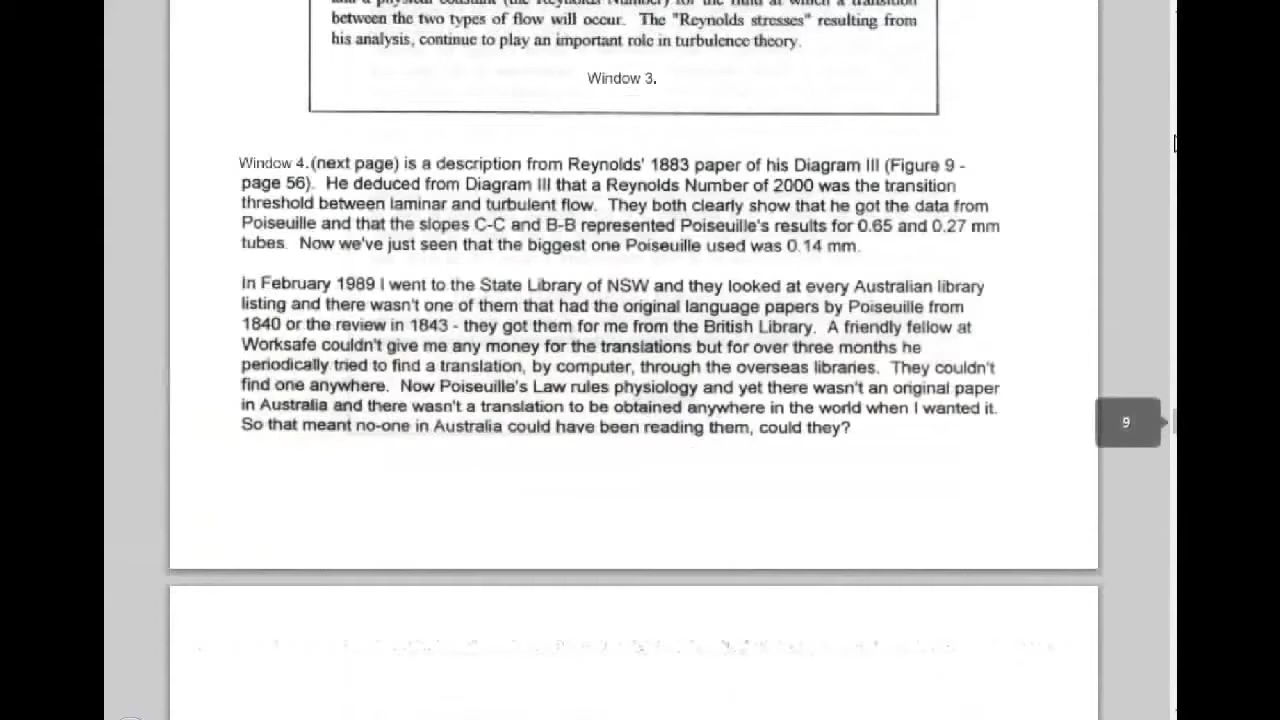 between the two types of flow will occur. The "Reynolds stresses" resulting from
his analysis, continue to play an important role in turbulence theory.
Window 3.
Window 4.(next page) is a description from Reynolds' 1883 paper of his Diagram III (Figure 9 -
page 56). He deduced from Diagram III that a Reynolds Number of 2000 was the transition
threshold between laminar and turbulent flow. They both clearly show that he got the data from
Poiseuille and that the slopes C-C and B-B represented Poiseuille's results for 0.65 and 0.27 mm
tubes. Now we've just seen that the biggest one Poiseuille used was 0.14 mm.
In February 1989 I went to the State Library of NSW and they looked at every Australian library
listing and there wasn't one of them that had the original language papers by Poiseuille from
1840 or the review in 1843 - they got them for me from the British Library. A friendly fellow at
Worksafe couldn't give me any money for the translations but for over three months he
periodically tried to find a translation, by computer, through the overseas libraries. They couldn't
find one anywhere. Now Poiseuille's Law rules physiology and yet there wasn't an original paper
in Australia and there wasn't a translation to be obtained anywhere in the world when I wanted it.
So that meant no-one in Australia could have been reading them, could they?
9